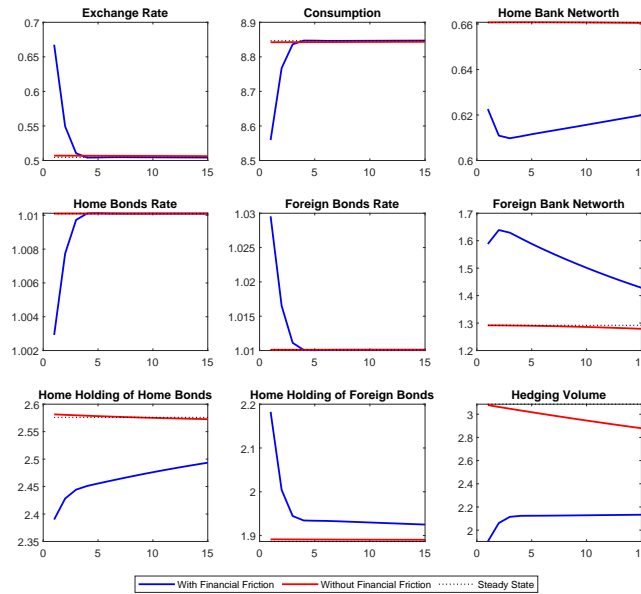 Exchange Rate
0.7
0.65
0.6
0.55
0.5
0 5 10 15
Consumption
8.9
8.8
8.7
8.6
8.5
0 5 10 15
Home Bank Networth
0.66
0.64
0.62
0.6
0 5 10 15
Home Bonds Rate
1.01
1.008
1.006
1.004
1.002
0 5 10 15
Foreign Bonds Rate
1.03
1.025
1.02
1.015
1.01
0 5 10 15
Foreign Bank Networth
1.7
1.6
1.5
1.4
1.3
1.2
0 5 10 15
Home Holding of Home Bonds
2.6
2.55
2.5
2.45
2.4
2.35
0 5 10 15
Home Holding of Foreign Bonds
2.2
2.1
2
1.9
0 5 10 15
Hedging Volume
3
2.8
2.6
2.4
2.2
2
0 5 10 15
With Financial Friction Without Financial Friction Steady State